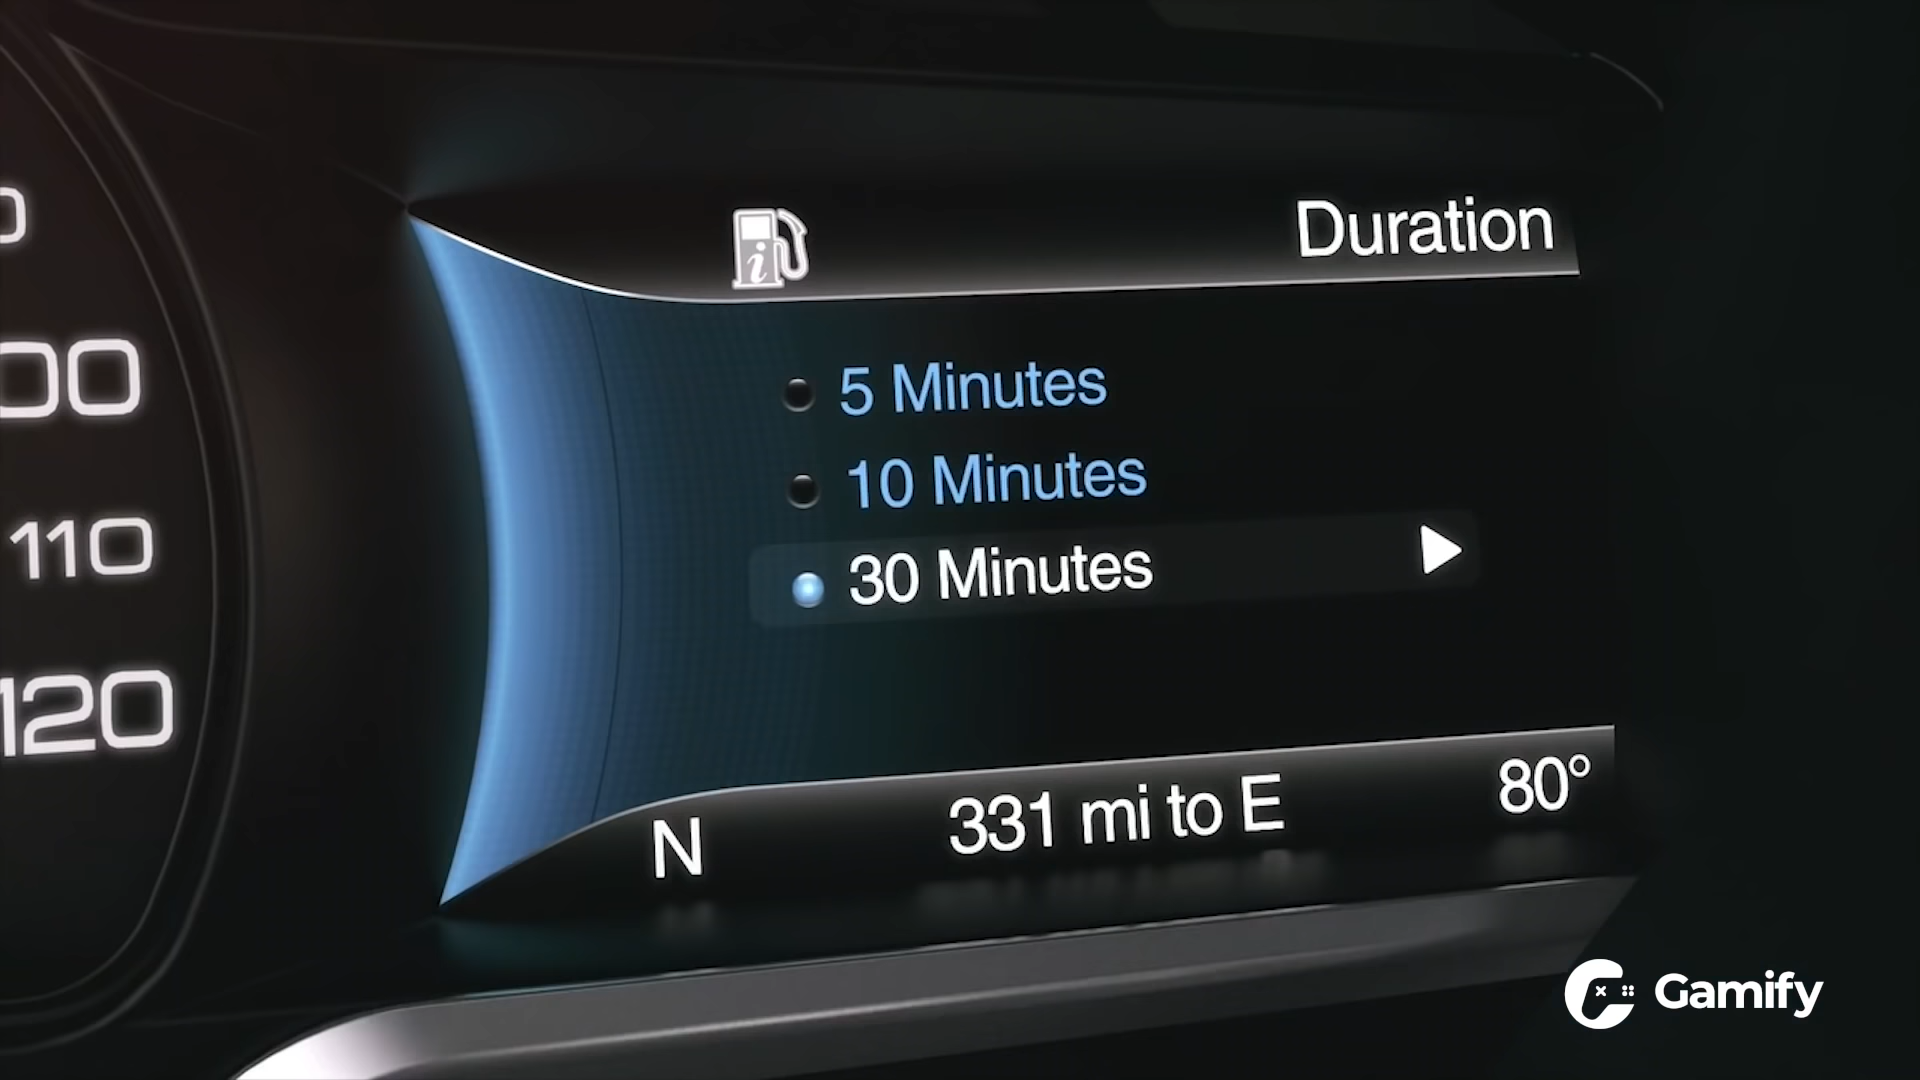 Duration
5 Minutes
10 Minutes
30 Minutes
N
331 mi to E
80°
110
120
i
Gamify